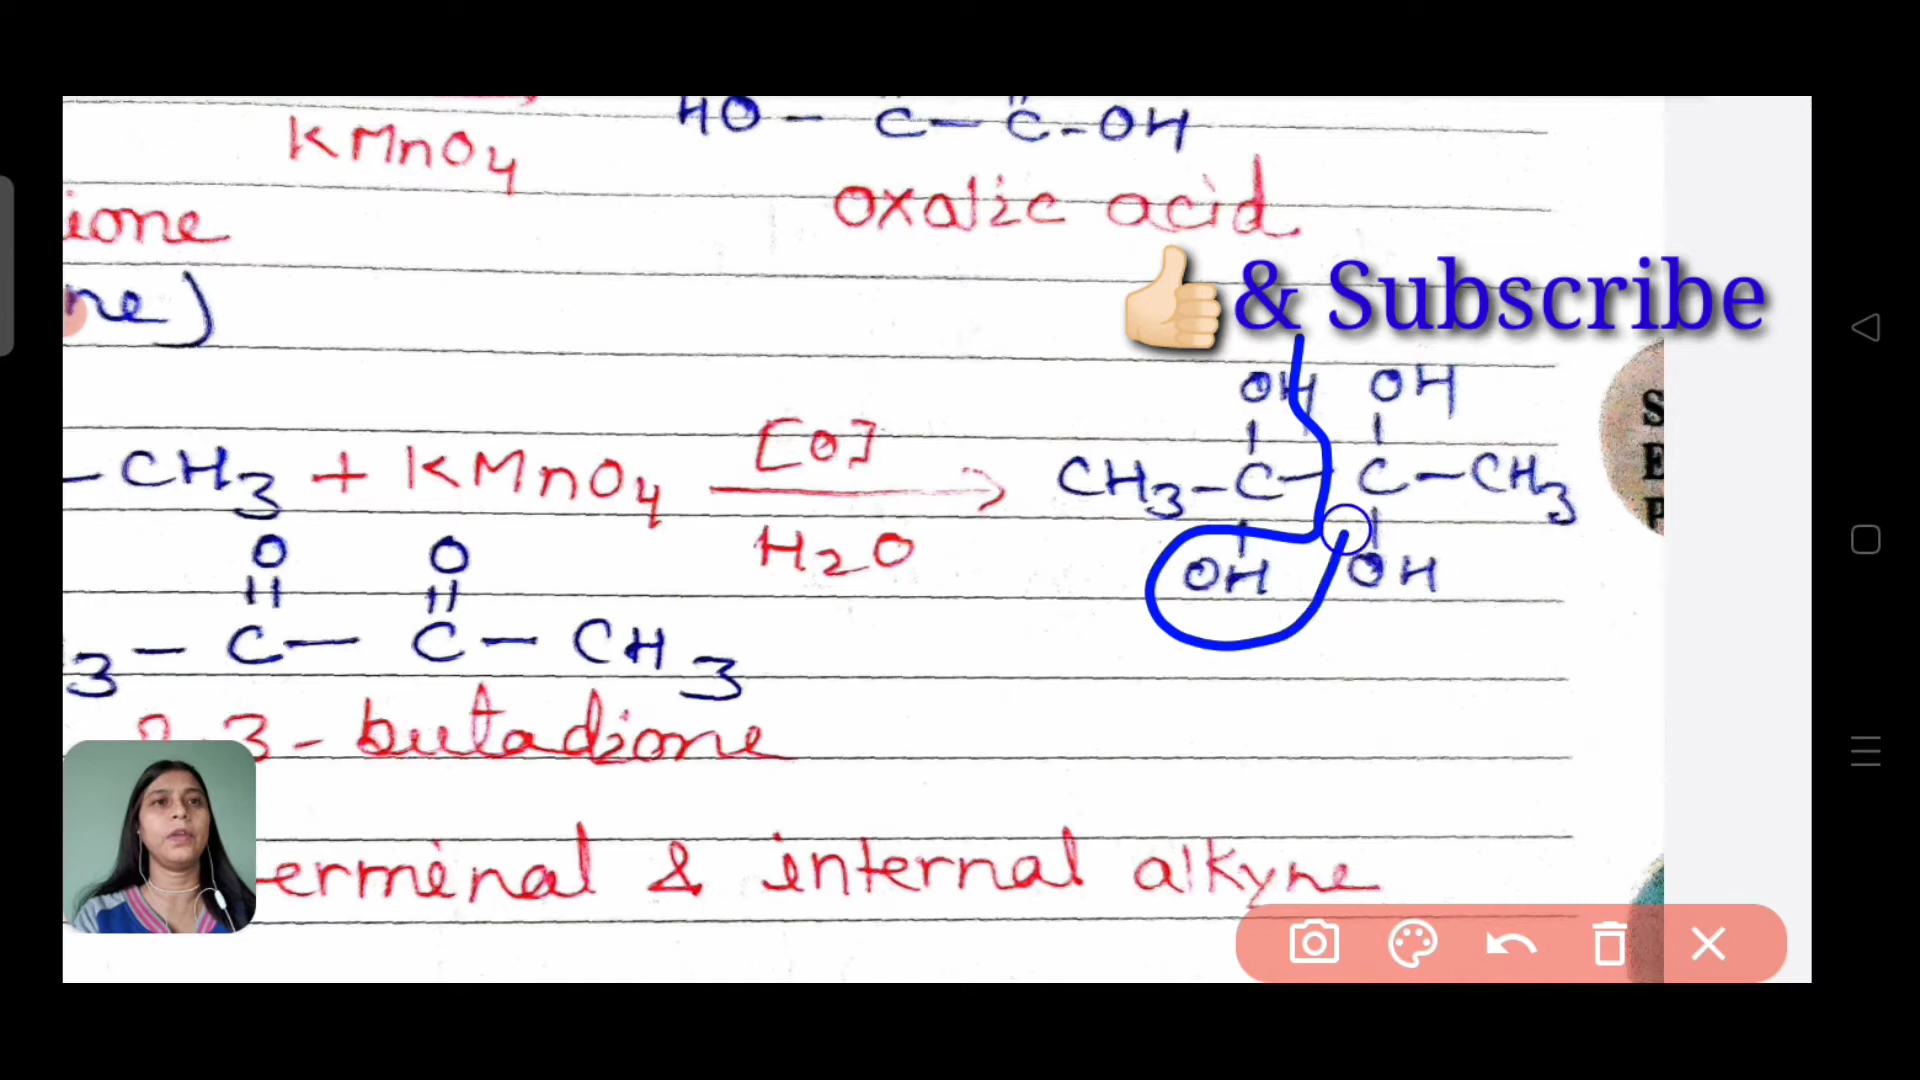 HO - C - C - OH
KMnO4
oxalic acid
ione
ne)
👍🏻 & Subscribe
OH OH
- CH3 + KMnO4 [O] H2O → CH3 - C - C - CH3
OH OH
O O
3 - C - C - CH3
2,3 - butadione
erminal & internal alkyne
S
E
P